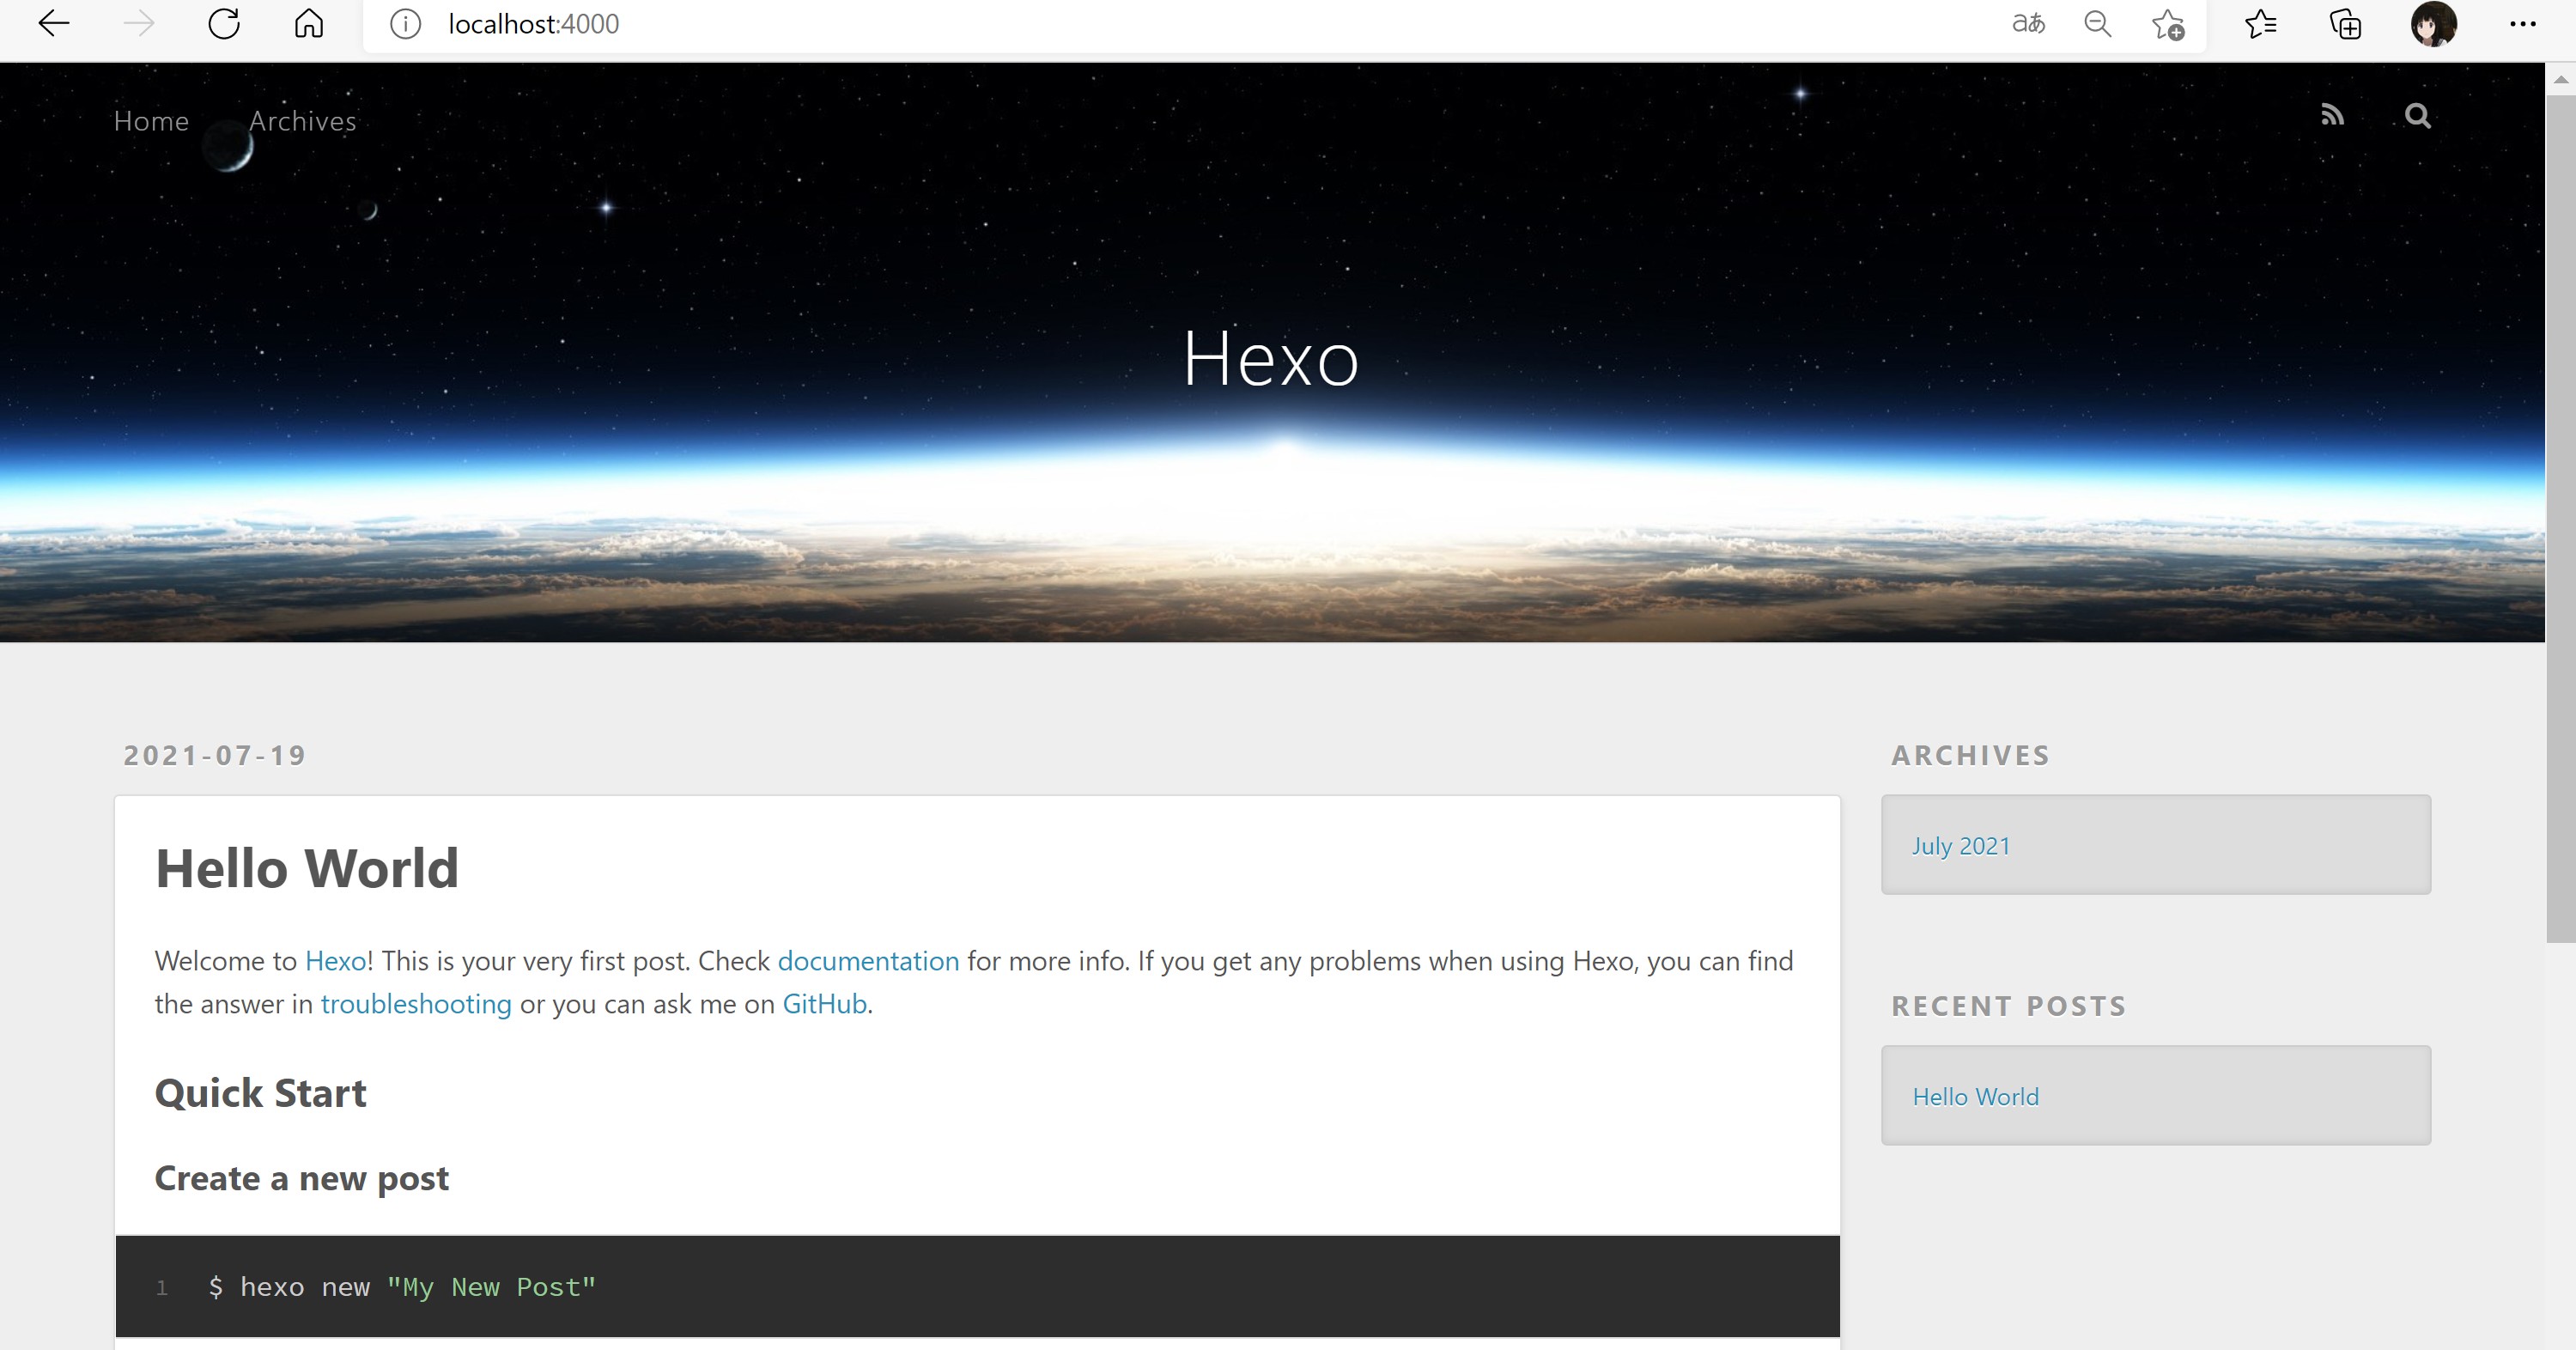 localhost:4000
aあ
Home Archives
Hexo
2021-07-19
Hello World
Welcome to Hexo! This is your very first post. Check documentation for more info. If you get any problems when using Hexo, you can find
the answer in troubleshooting or you can ask me on GitHub.
Quick Start
Create a new post
1 $ hexo new "My New Post"
ARCHIVES
July 2021
RECENT POSTS
Hello World